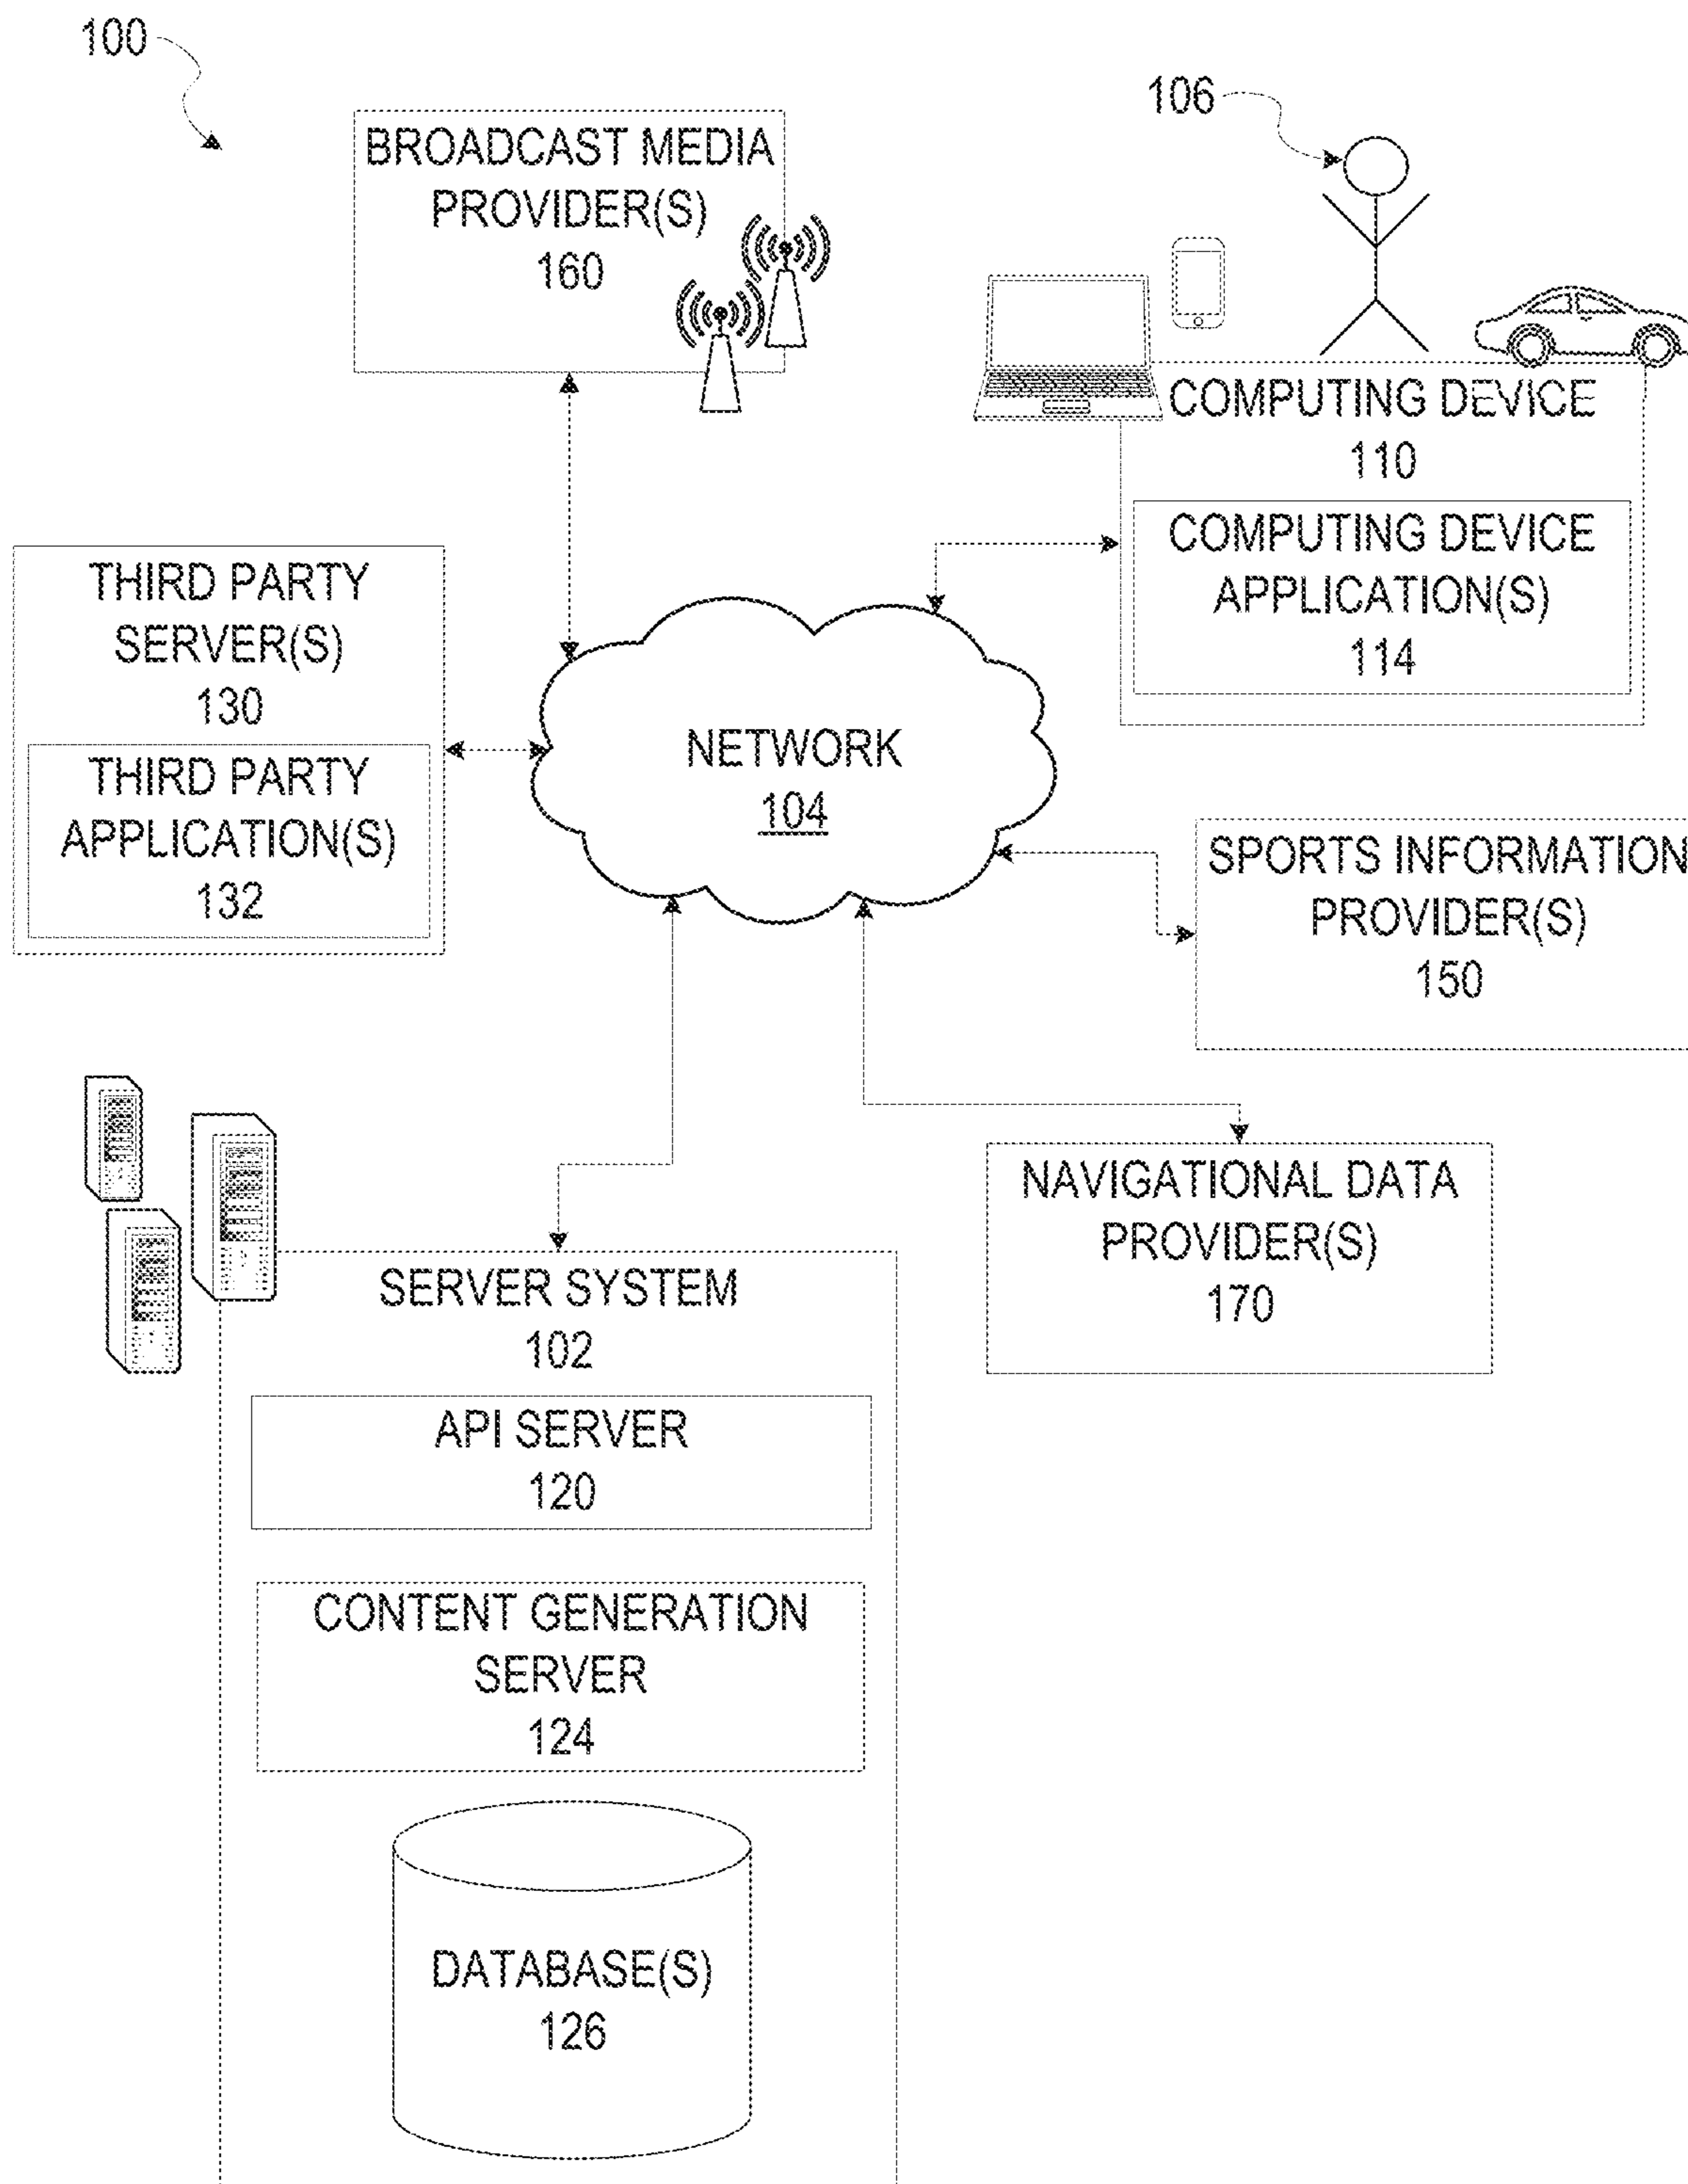 100
106
BROADCAST MEDIA
PROVIDER(S)
160
COMPUTING DEVICE
110
COMPUTING DEVICE
APPLICATION(S)
114
THIRD PARTY
SERVER(S)
130
THIRD PARTY
APPLICATION(S)
132
NETWORK
104
SPORTS INFORMATION
PROVIDER(S)
150
NAVIGATIONAL DATA
PROVIDER(S)
170
SERVER SYSTEM
102
API SERVER
120
CONTENT GENERATION
SERVER
124
DATABASE(S)
126